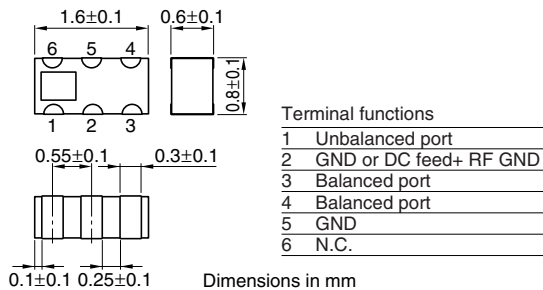 1.6±0.1
0.6±0.1
6 5 4
0.8±0.1
1 2 3
0.55±0.1
0.3±0.1
0.1±0.1
0.25±0.1
Dimensions in mm
Terminal functions
1 Unbalanced port
2 GND or DC feed+ RF GND
3 Balanced port
4 Balanced port
5 GND
6 N.C.